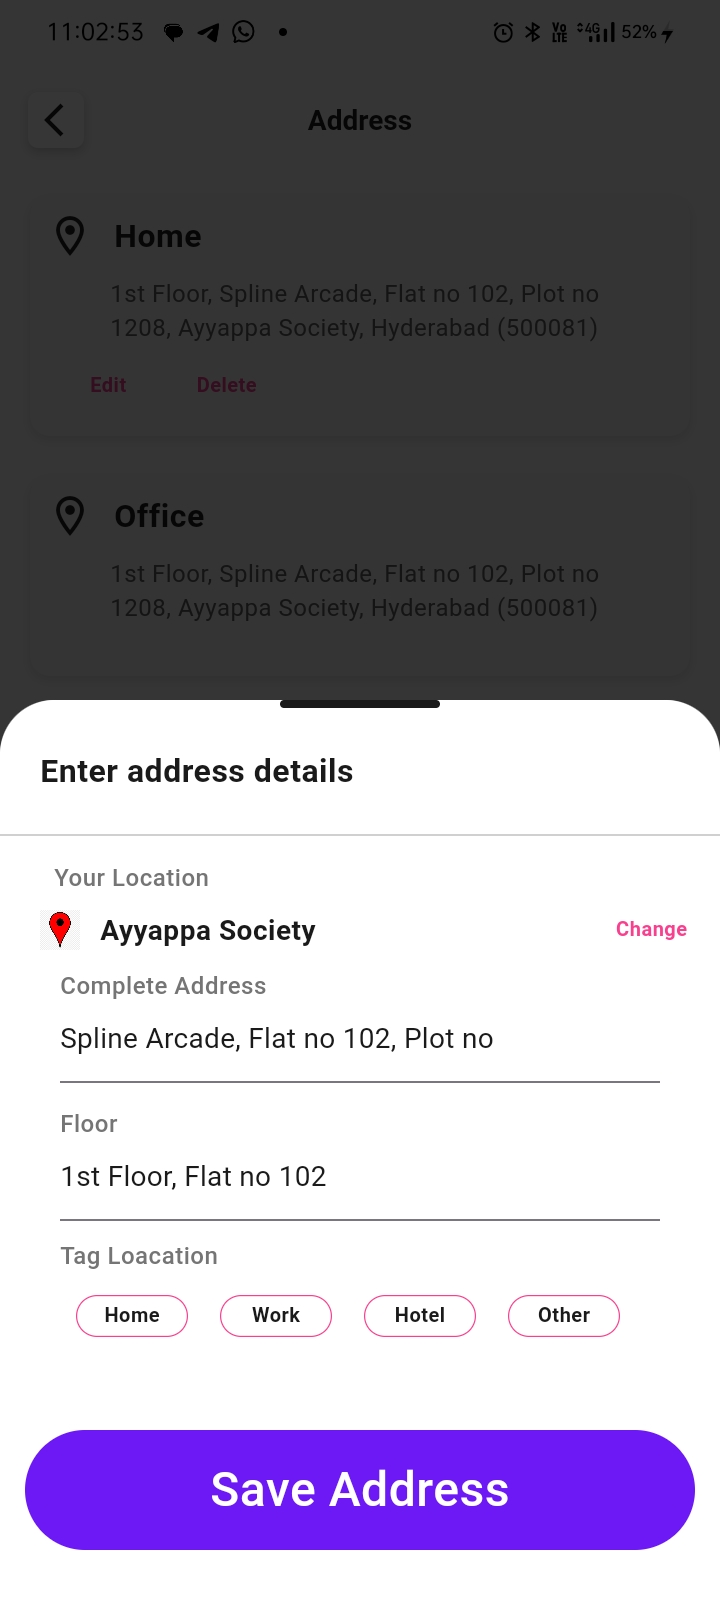 11:02:53 Vo LTE 4G 52%
Address
Home
1st Floor, Spline Arcade, Flat no 102, Plot no
1208, Ayyappa Society, Hyderabad (500081)
Edit Delete
Office
1st Floor, Spline Arcade, Flat no 102, Plot no
1208, Ayyappa Society, Hyderabad (500081)
Enter address details
Your Location
Ayyappa Society Change
Complete Address
Spline Arcade, Flat no 102, Plot no
Floor
1st Floor, Flat no 102
Tag Loacation
Home Work Hotel Other
Save Address